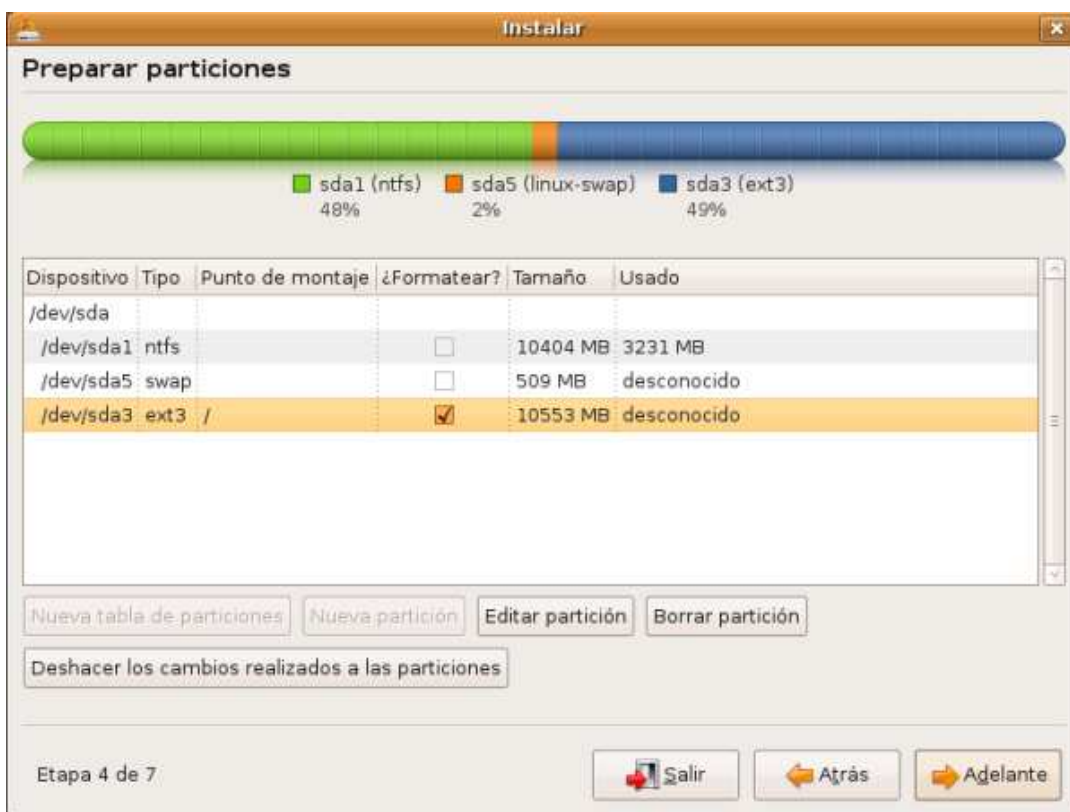 Instalar
Preparar particiones
sda1 (ntfs) sda5 (linux-swap) sda3 (ext3)
48% 2% 49%
Dispositivo Tipo Punto de montaje ¿Formatear? Tamaño Usado
/dev/sda
/dev/sda1 ntfs 10404 MB 3231 MB
/dev/sda5 swap 509 MB desconocido
/dev/sda3 ext3 / 10553 MB desconocido
Nueva tabla de particiones Nueva partición Editar partición Borrar partición
Deshacer los cambios realizados a las particiones
Etapa 4 de 7 Salir Atrás Adelante